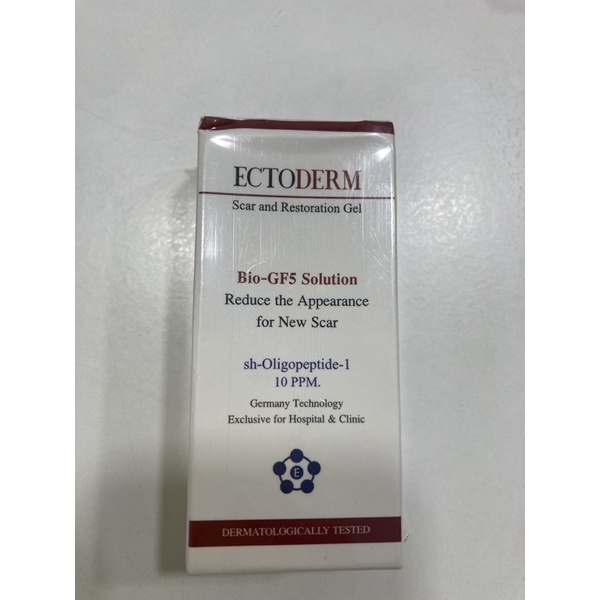 ECTODERM
Scar and Restoration Gel
Bio-GF5 Solution
Reduce the Appearance
for New Scar
sh-Oligopeptide-1
10 PPM.
Germany Technology
Exclusive for Hospital & Clinic
E
DERMATOLOGICALLY TESTED